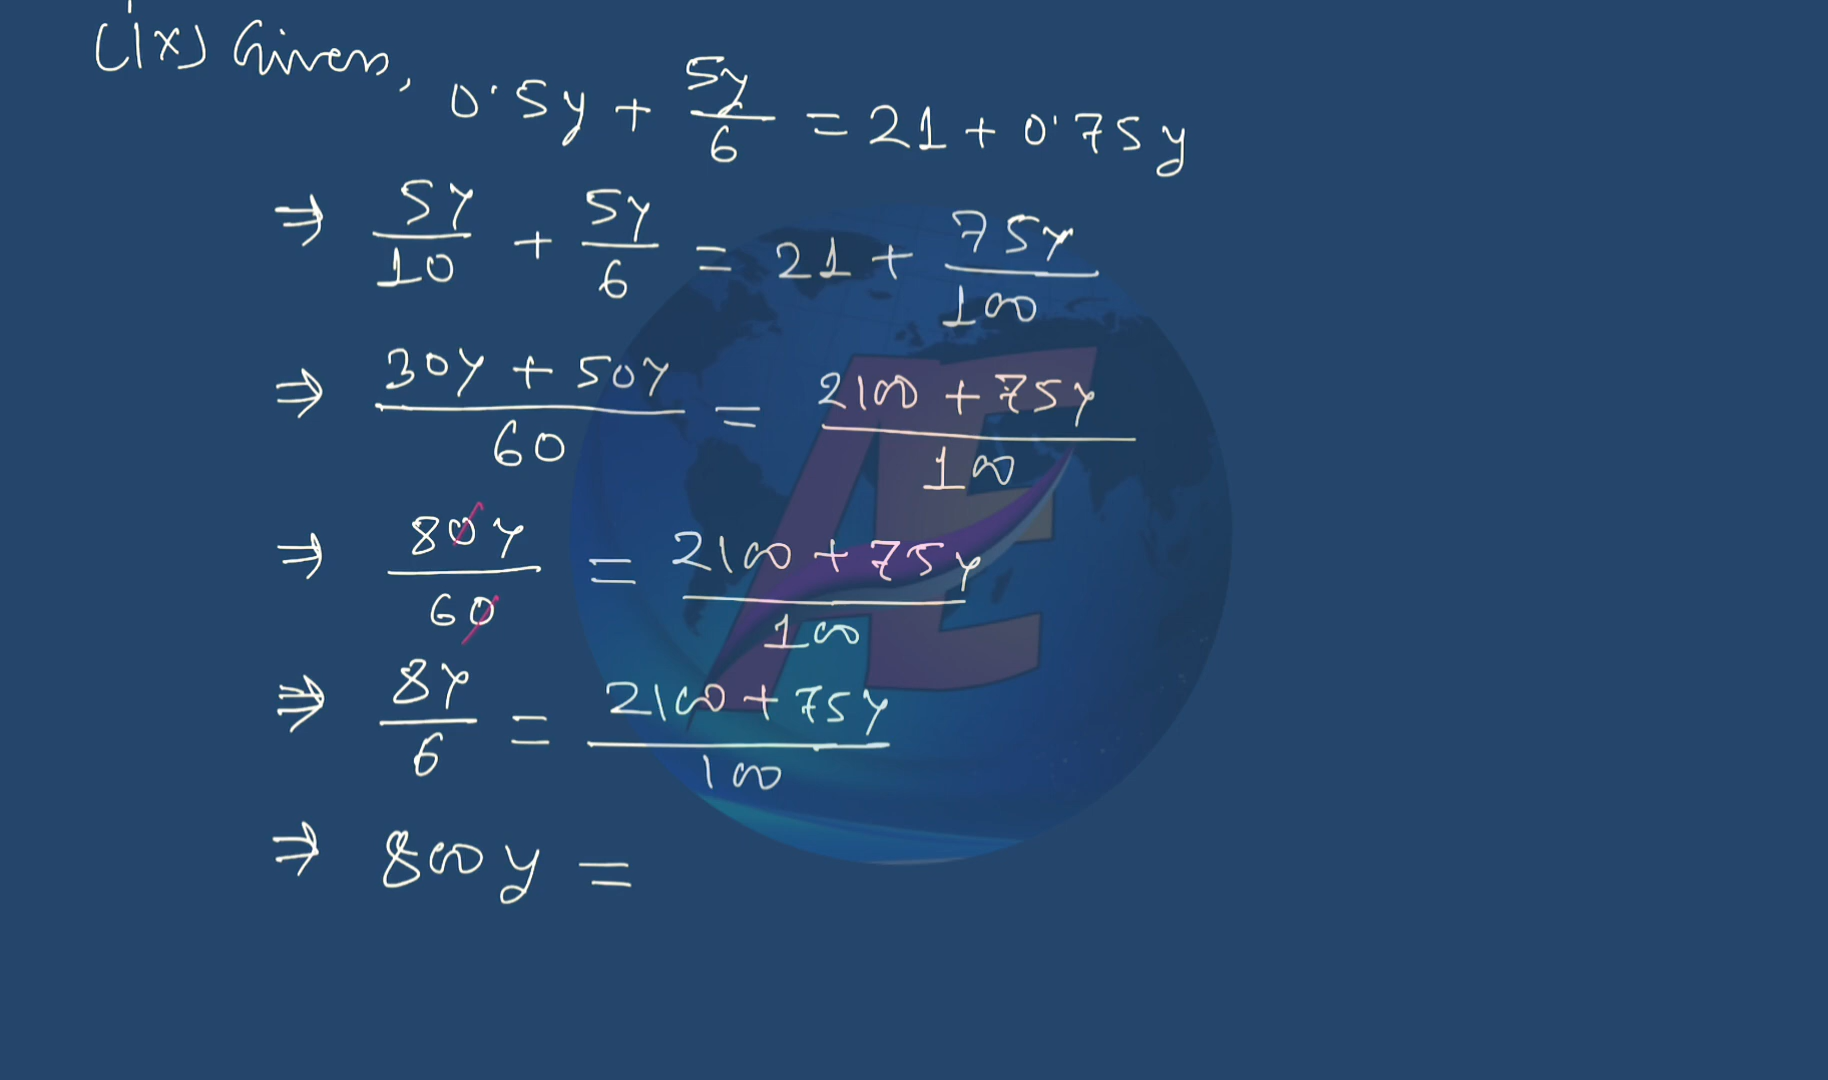 (ix) Given, 0.5y + 5y/6 = 21 + 0.75y
⇒ 5y/10 + 5y/6 = 21 + 75y/100
⇒ (30y + 50y)/60 = (2100 + 75y)/100
⇒ 80y/60 = (2100 + 75y)/100
⇒ 8y/6 = (2100 + 75y)/100
⇒ 800y =
AE